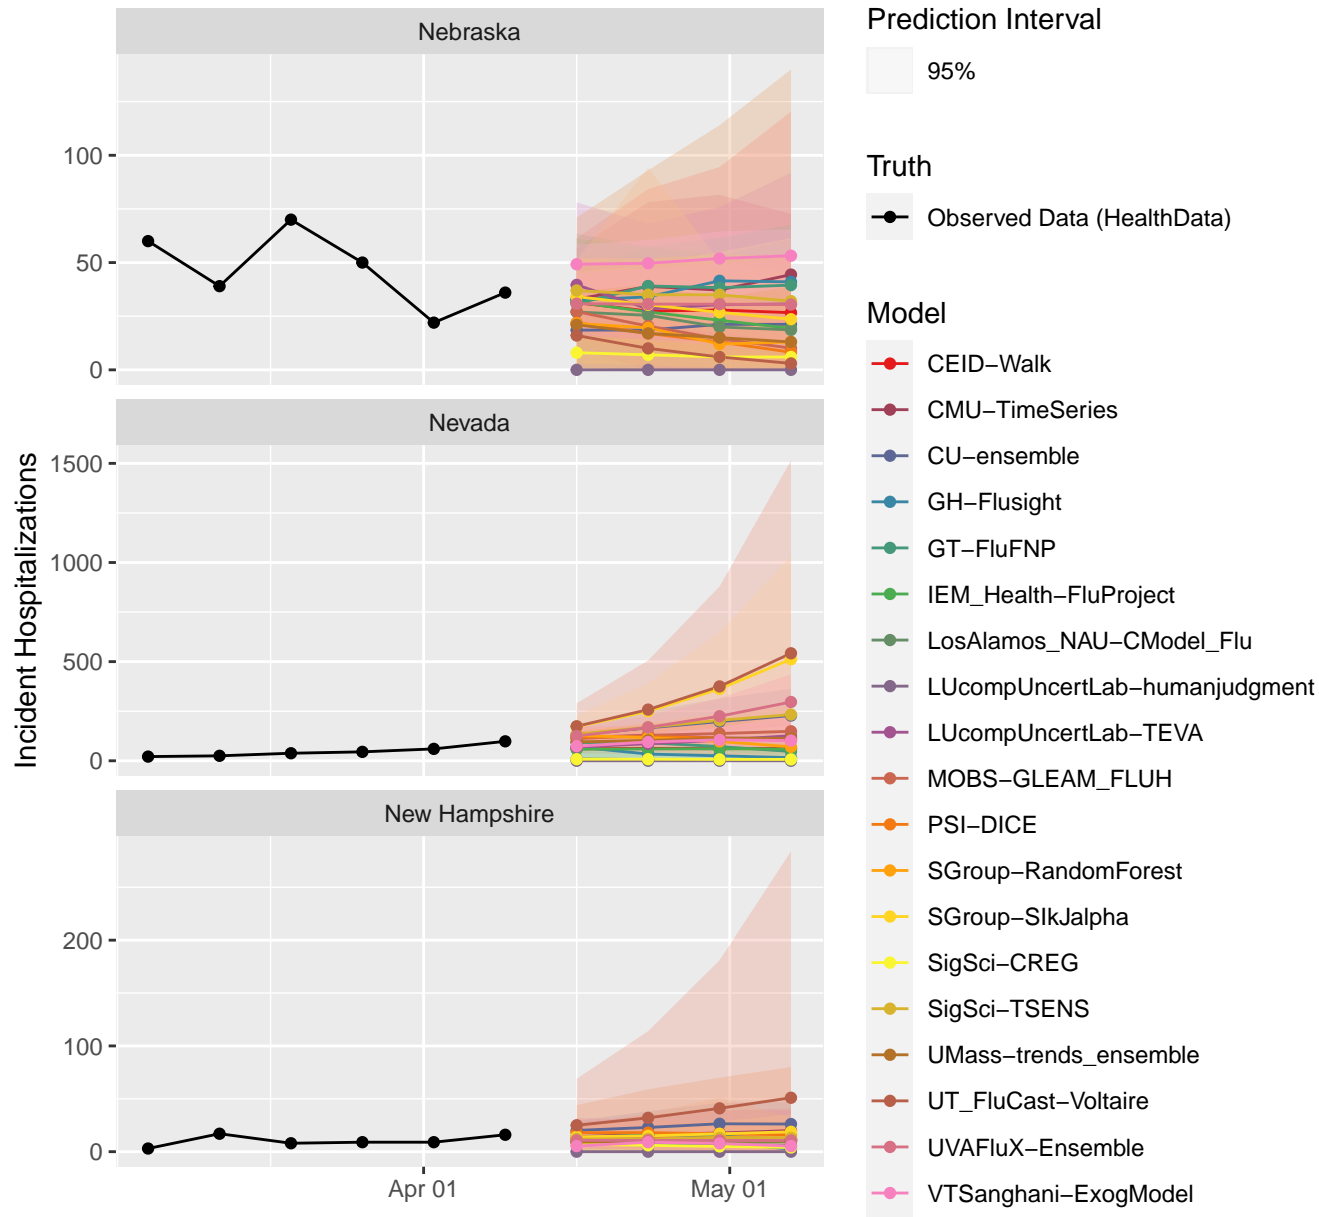 Nebraska
100
50
0
Nevada
1500
1000
500
0
New Hampshire
200
100
0
Apr 01
May 01
Incident Hospitalizations
Prediction Interval
95%
Truth
Observed Data (HealthData)
Model
CEID−Walk
CMU−TimeSeries
CU−ensemble
GH−Flusight
GT−FluFNP
IEM_Health−FluProject
LosAlamos_NAU−CModel_Flu
LUcompUncertLab−humanjudgment
LUcompUncertLab−TEVA
MOBS−GLEAM_FLUH
PSI−DICE
SGroup−RandomForest
SGroup−SIkJalpha
SigSci−CREG
SigSci−TSENS
UMass−trends_ensemble
UT_FluCast−Voltaire
UVAFluX−Ensemble
VTSanghani−ExogModel